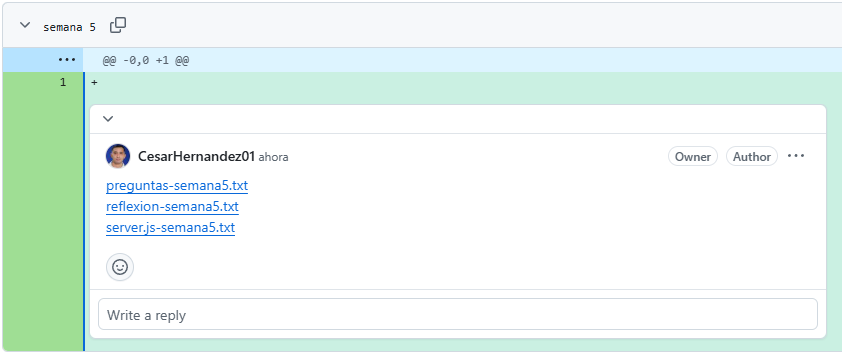 semana 5
@@ -0,0 +1 @@
1 +
CesarHernandez01 ahora Owner Author
preguntas-semana5.txt
reflexion-semana5.txt
server.js-semana5.txt
Write a reply